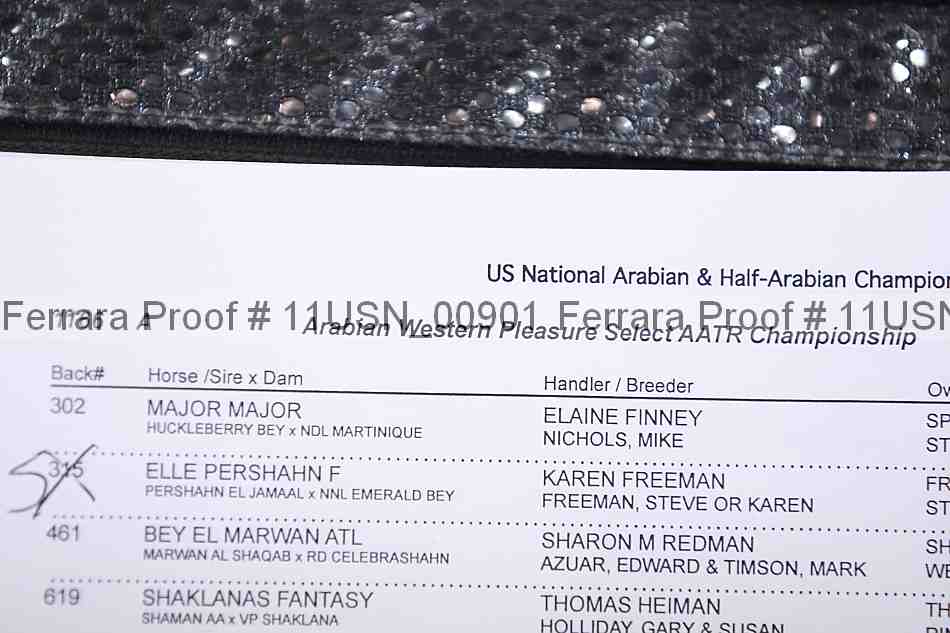 US National Arabian & Half-Arabian Champion
Ferrara Proof # 11USN_00901 Ferrara Proof # 11USN
A Arabian Western Pleasure Select AATR Championship
Back# Horse /Sire x Dam Handler / Breeder Ow
302 MAJOR MAJOR ELAINE FINNEY SP
HUCKLEBERRY BEY x NDL MARTINIQUE NICHOLS, MIKE ST
315 ELLE PERSHAHN F KAREN FREEMAN FR
PERSHAHN EL JAMAAL x NNL EMERALD BEY FREEMAN, STEVE OR KAREN ST
461 BEY EL MARWAN ATL SHARON M REDMAN SH
MARWAN AL SHAQAB x RD CELEBRASHAHN AZUAR, EDWARD & TIMSON, MARK WE
619 SHAKLANAS FANTASY THOMAS HEIMAN TH
SHAMAN AA x VP SHAKLANA HOLLIDAY, GARY & SUSAN